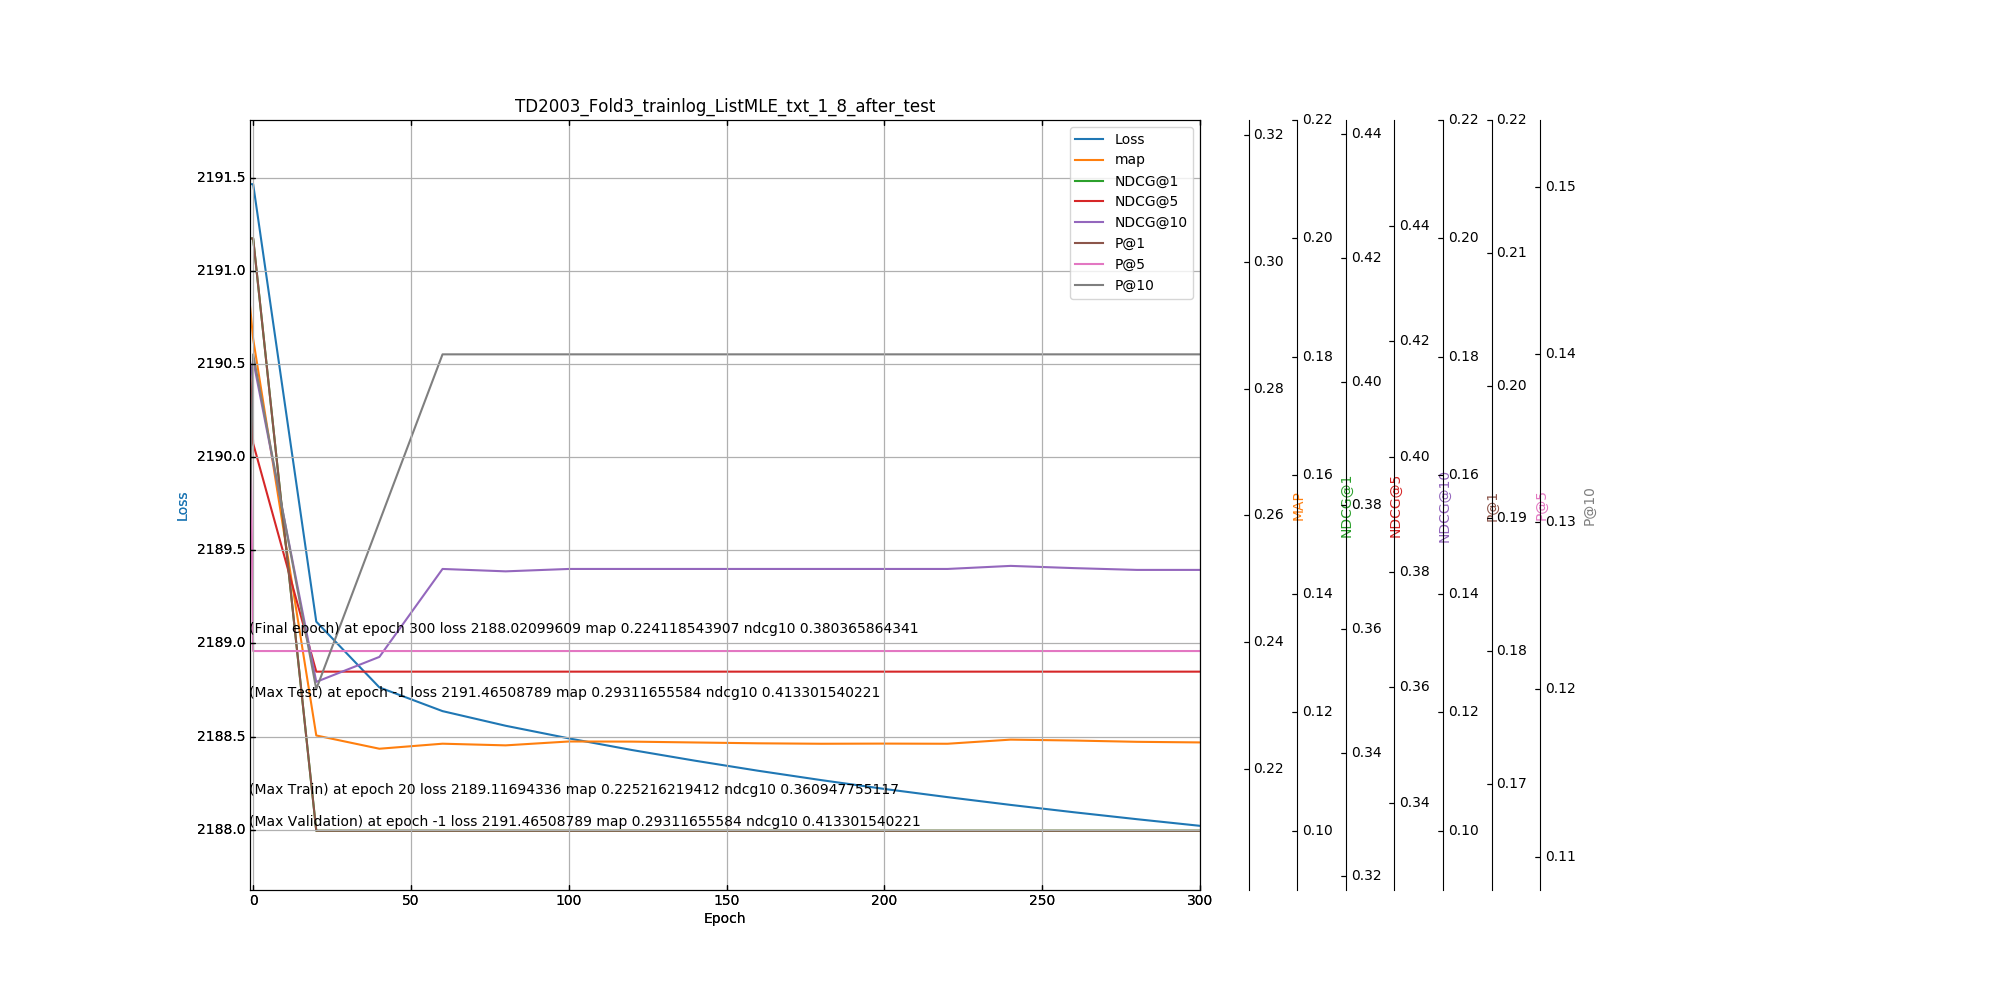 TD2003_Fold3_trainlog_ListMLE_txt_1_8_after_test
Loss
map
NDCG@1
NDCG@5
NDCG@10
P@1
P@5
P@10
2191.5
2191.0
2190.5
2190.0
2189.5
2189.0
2188.5
2188.0
Loss
(Final epoch) at epoch 300 loss 2188.02099609 map 0.224118543907 ndcg10 0.380365864341
(Max Test) at epoch -1 loss 2191.46508789 map 0.29311655584 ndcg10 0.413301540221
(Max Train) at epoch 20 loss 2189.11694336 map 0.225216219412 ndcg10 0.360947755117
(Max Validation) at epoch -1 loss 2191.46508789 map 0.29311655584 ndcg10 0.413301540221
0 50 100 150 200 250 300
Epoch
0.32
0.30
0.28
0.26
0.24
0.22
MAP
0.22
0.20
0.18
0.16
0.14
0.12
0.10
NDCG@1
0.44
0.42
0.40
0.38
0.36
0.34
0.32
NDCG@5
0.44
0.42
0.40
0.38
0.36
0.34
NDCG@10
0.22
0.20
0.18
0.16
0.14
0.12
0.10
P@1
0.22
0.21
0.20
0.19
0.18
0.17
P@5
0.15
0.14
0.13
0.12
0.11
P@10